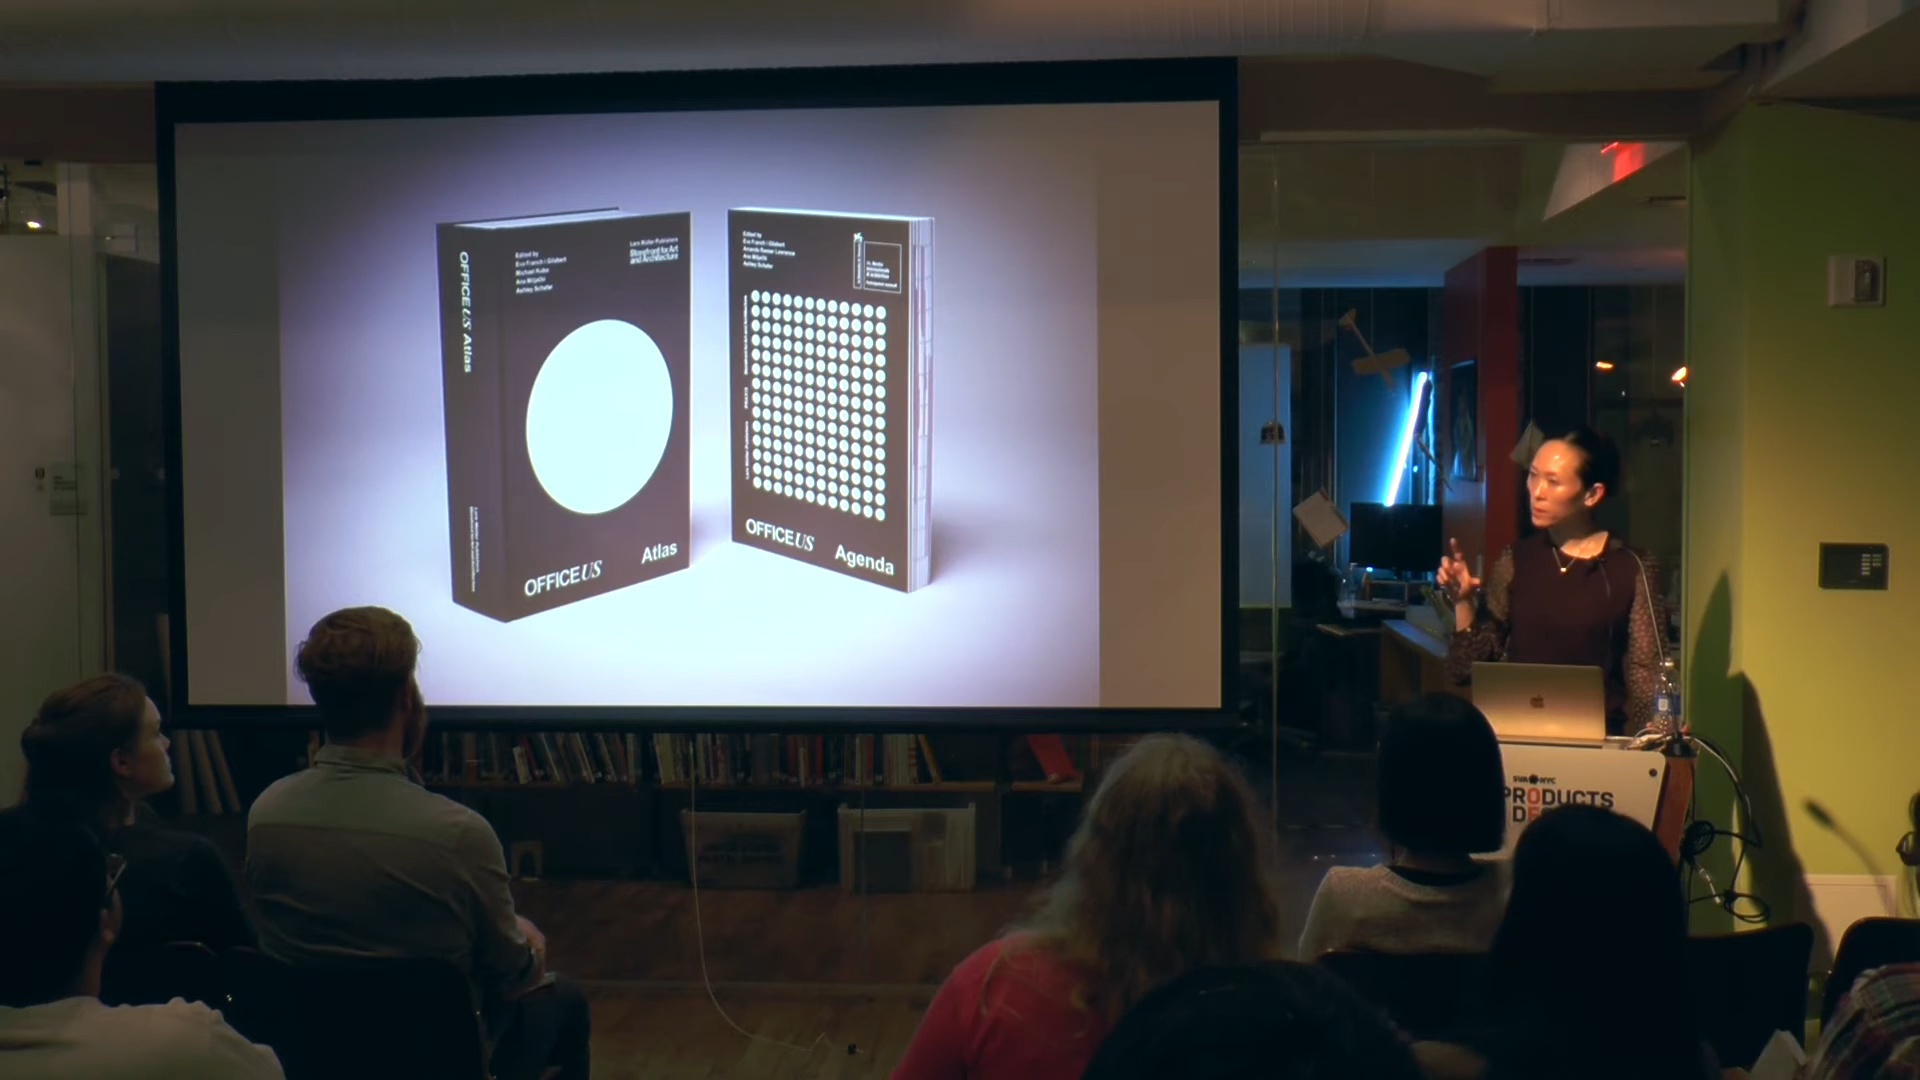 OFFICEUS Atlas
Edited by
Eva Franch i Gilabert
Michael Kubo
Ana Miljački
Ashley Schafer
Lars Müller Publishers
Storefront for Art
and Architecture
OFFICEUS
Atlas
Edited by
Eva Franch i Gilabert
Amanda Reeser Lawrence
Ana Miljački
Ashley Schafer
OFFICEUS
Agenda
SVA NYC
PRODUCTS